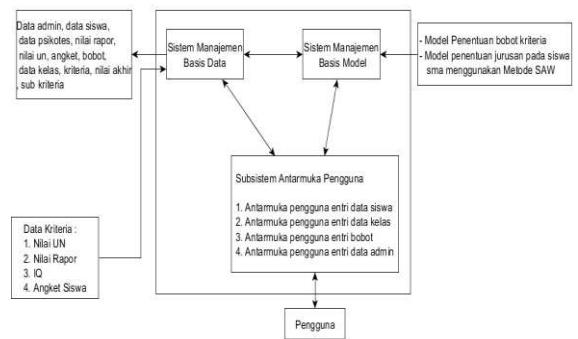 Data admin, data siswa,
data psikotes, nilai rapor,
nilai un, angket, bobot,
data kelas, kriteria, nilai akhir
, sub kriteria
Sistem Manajemen
Basis Data
Sistem Manajemen
Basis Model
- Model Penentuan bobot kriteria
- Model penentuan jurusan pada siswa
sma menggunakan Metode SAW
Subsistem Antarmuka Pengguna
1. Antarmuka pengguna entri data siswa
2. Antarmuka pengguna entri data kelas
3. Antarmuka pengguna entri bobot
4. Antarmuka pengguna entri data admin
Data Kriteria :
1. Nilai UN
2. Nilai Rapor
3. IQ
4. Angket Siswa
Pengguna